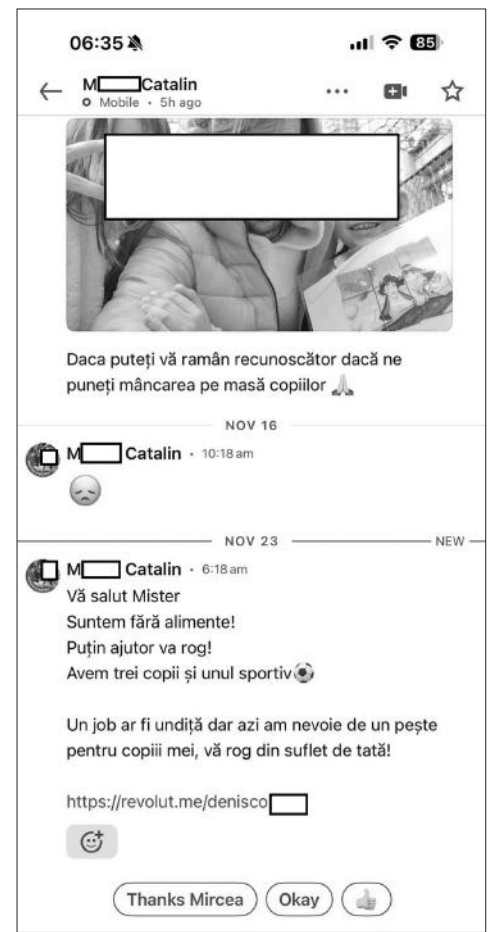 06:35
85
M Catalin
Mobile • 5h ago
Daca puteți vă ramân recunoscător dacă ne
puneți mâncarea pe masă copiilor 🙏
NOV 16
M Catalin • 10:18 am
😞
NOV 23
NEW
M Catalin • 6:18 am
Vă salut Mister
Suntem fără alimente!
Puțin ajutor va rog!
Avem trei copii și unul sportiv⚽
Un job ar fi undiță dar azi am nevoie de un pește
pentru copiii mei, vă rog din suflet de tată!
https://revolut.me/denisco
Thanks Mircea
Okay
👍